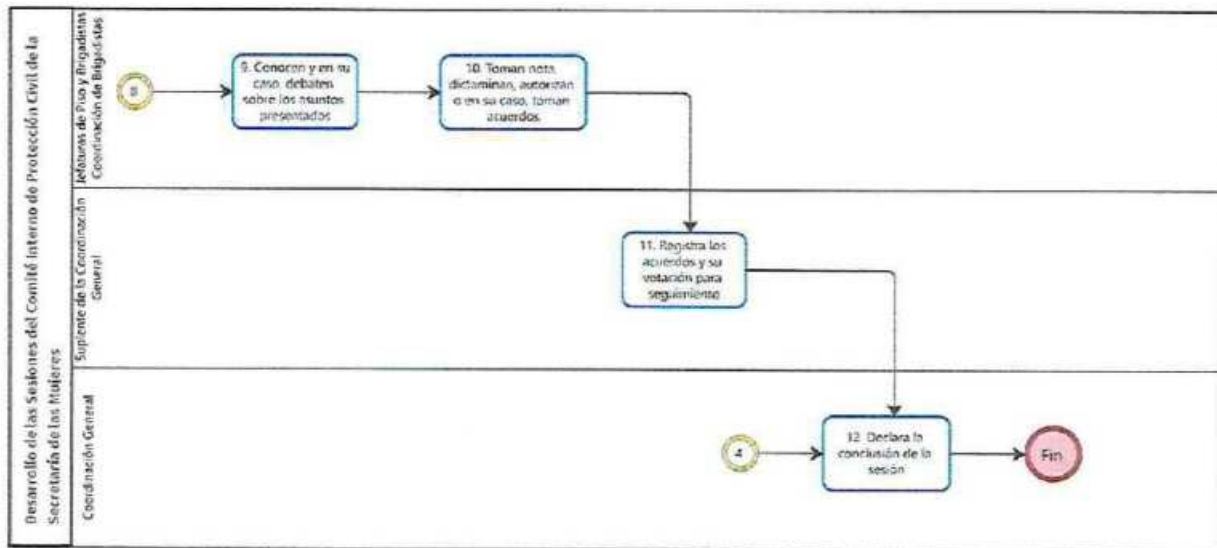 Desarrollo de las Sesiones del Comité Interno de Protección Civil de la
Secretaría de las Mujeres
Jefaturas de Piso y Brigadistas
Coordinación de Brigadistas
8
9. Conocen y en su
caso, debaten
sobre los asuntos
presentados
10. Toman nota,
dictaminan, autorizan
o en su caso, toman
acuerdos.
Suplente de la Coordinación
General
11. Registra los
acuerdos y su
votación para
seguimiento
Coordinación General
4
12. Declara la
conclusión de la
sesión
Fin